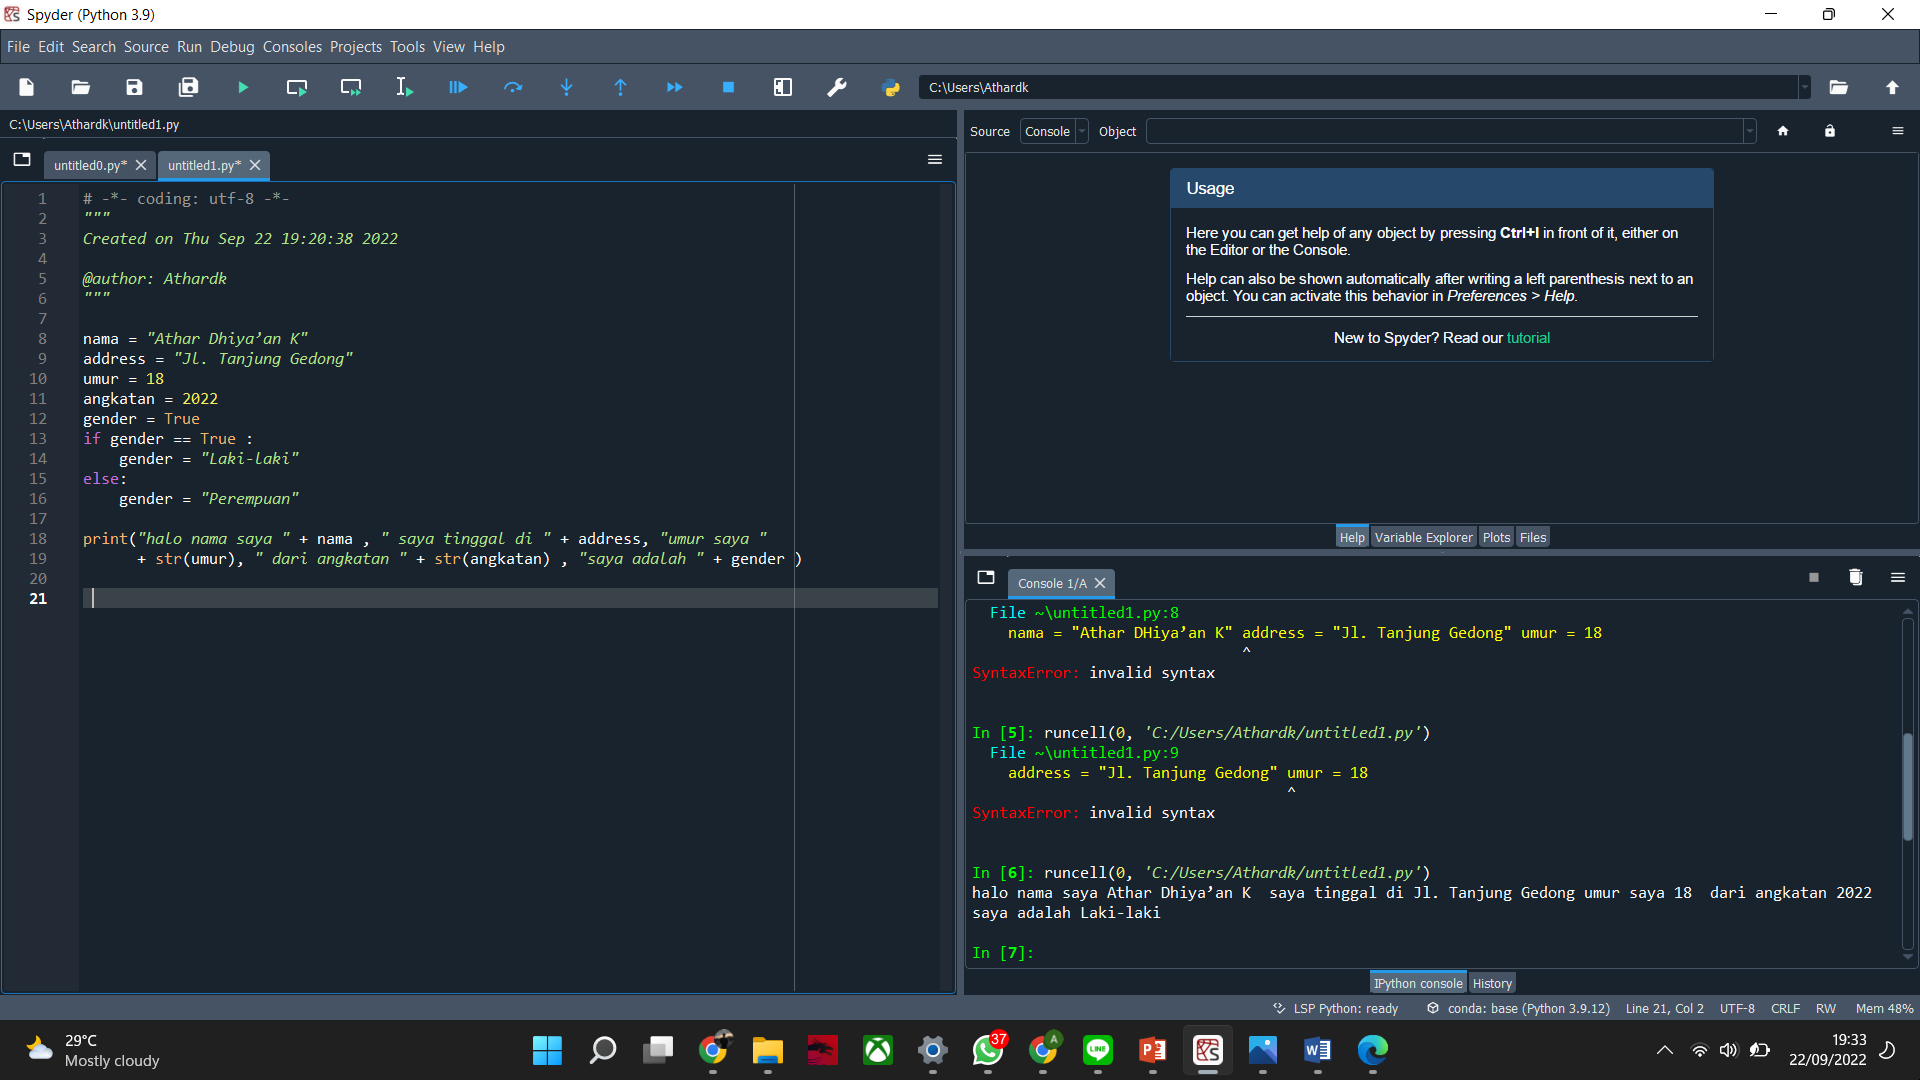 Spyder (Python 3.9)
File Edit Search Source Run Debug Consoles Projects Tools View Help
C:\Users\Athardk
C:\Users\Athardk\untitled1.py
untitled0.py*
untitled1.py*
1 # -*- coding: utf-8 -*-
2 """
3 Created on Thu Sep 22 19:20:38 2022
4
5 @author: Athardk
6 """
7
8 nama = "Athar Dhiya’an K"
9 address = "Jl. Tanjung Gedong"
10 umur = 18
11 angkatan = 2022
12 gender = True
13 if gender == True :
14     gender = "Laki-laki"
15 else:
16     gender = "Perempuan"
17
18 print("halo nama saya " + nama , " saya tinggal di " + address, "umur saya "
19       + str(umur), " dari angkatan " + str(angkatan) , "saya adalah " + gender )
20
21
Source Console Object
Usage
Here you can get help of any object by pressing Ctrl+I in front of it, either on
the Editor or the Console.
Help can also be shown automatically after writing a left parenthesis next to an
object. You can activate this behavior in Preferences > Help.
New to Spyder? Read our tutorial
Help Variable Explorer Plots Files
Console 1/A
File ~\untitled1.py:8
nama = "Athar DHiya’an K" address = "Jl. Tanjung Gedong" umur = 18
^
SyntaxError: invalid syntax
In [5]: runcell(0, 'C:/Users/Athardk/untitled1.py')
File ~\untitled1.py:9
address = "Jl. Tanjung Gedong" umur = 18
^
SyntaxError: invalid syntax
In [6]: runcell(0, 'C:/Users/Athardk/untitled1.py')
halo nama saya Athar Dhiya’an K  saya tinggal di Jl. Tanjung Gedong umur saya 18  dari angkatan 2022
saya adalah Laki-laki
In [7]:
IPython console History
LSP Python: ready conda: base (Python 3.9.12) Line 21, Col 2 UTF-8 CRLF RW Mem 48%
29°C
Mostly cloudy
37
A
LINE
19:33
22/09/2022